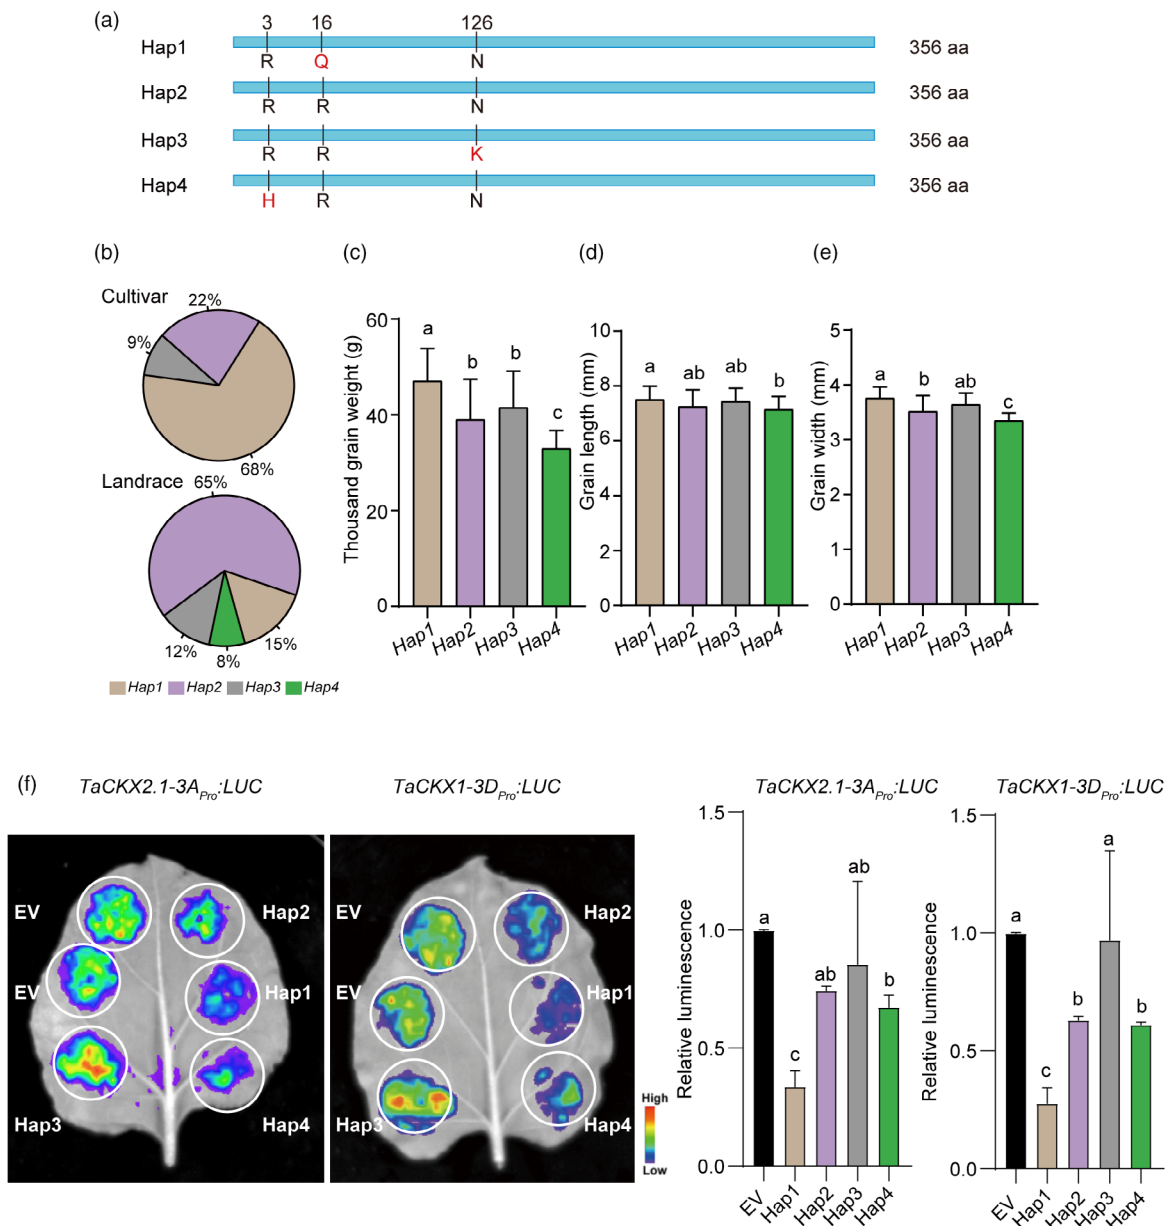 (a)
3 16 126
Hap1 356 aa
R Q N
Hap2 356 aa
R R N
Hap3 356 aa
R R K
Hap4 356 aa
H R N
(b)
Cultivar
22%
9%
68%
Landrace
65%
12%
8%
15%
Hap1 Hap2 Hap3 Hap4
(c)
Thousand grain weight (g)
60
40
20
0
a b b c
Hap1 Hap2 Hap3 Hap4
(d)
Grain length (mm)
10
8
6
4
2
0
a ab ab b
Hap1 Hap2 Hap3 Hap4
(e)
Grain width (mm)
5
4
3
2
1
0
a b ab c
Hap1 Hap2 Hap3 Hap4
(f)
TaCKX2.1-3APro:LUC
EV Hap2
EV Hap1
Hap3 Hap4
TaCKX1-3DPro:LUC
EV Hap2
EV Hap1
Hap3 Hap4
High
Low
TaCKX2.1-3APro:LUC
Relative luminescence
1.5
1.0
0.5
0.0
a c ab ab b
EV Hap1 Hap2 Hap3 Hap4
TaCKX1-3DPro:LUC
Relative luminescence
1.5
1.0
0.5
0.0
a c b a b
EV Hap1 Hap2 Hap3 Hap4